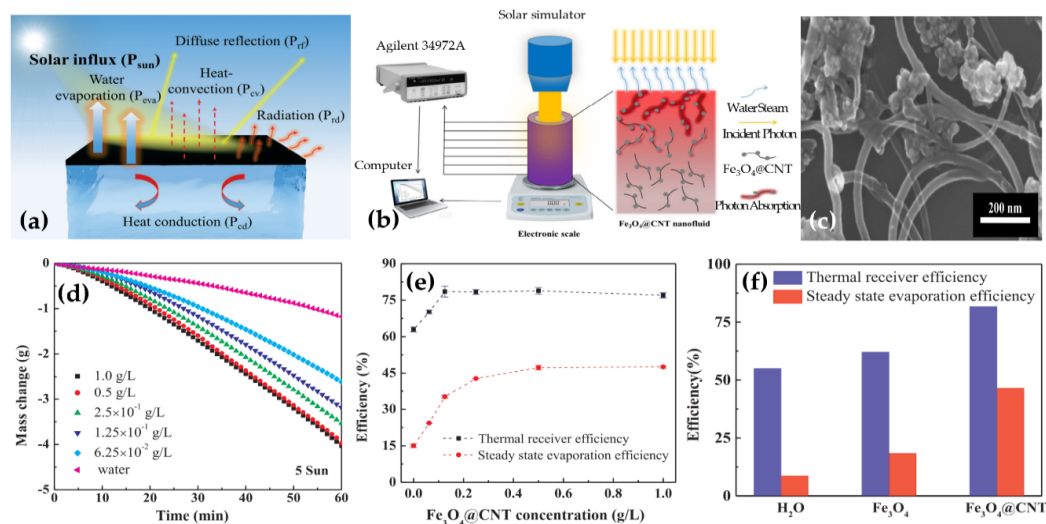 Solar influx (Psun)
Diffuse reflection (Prf)
Water
evaporation (Peva)
Heat-
convection (Pcv)
Radiation (Prd)
Heat conduction (Pcd)
(a)
Solar simulator
Agilent 34972A
Computer
Electronic scale
Fe3O4@CNT nanofluid
WaterSteam
Incident Photon
Fe3O4@CNT
Photon Absorption
(b)
200 nm
(c)
(d)
0
-1
-2
-3
-4
-5
Mass change (g)
1.0 g/L
0.5 g/L
2.5×10⁻¹ g/L
1.25×10⁻¹ g/L
6.25×10⁻² g/L
water
5 Sun
0 10 20 30 40 50 60
Time (min)
(e)
90
75
60
45
30
15
0
Efficiency (%)
Thermal receiver efficiency
Steady state evaporation efficiency
0.0 0.2 0.4 0.6 0.8 1.0
Fe3O4@CNT concentration (g/L)
(f)
100
75
50
25
0
Efficiency(%)
Thermal receiver efficiency
Steady state evaporation efficiency
H2O Fe3O4 Fe3O4@CNT